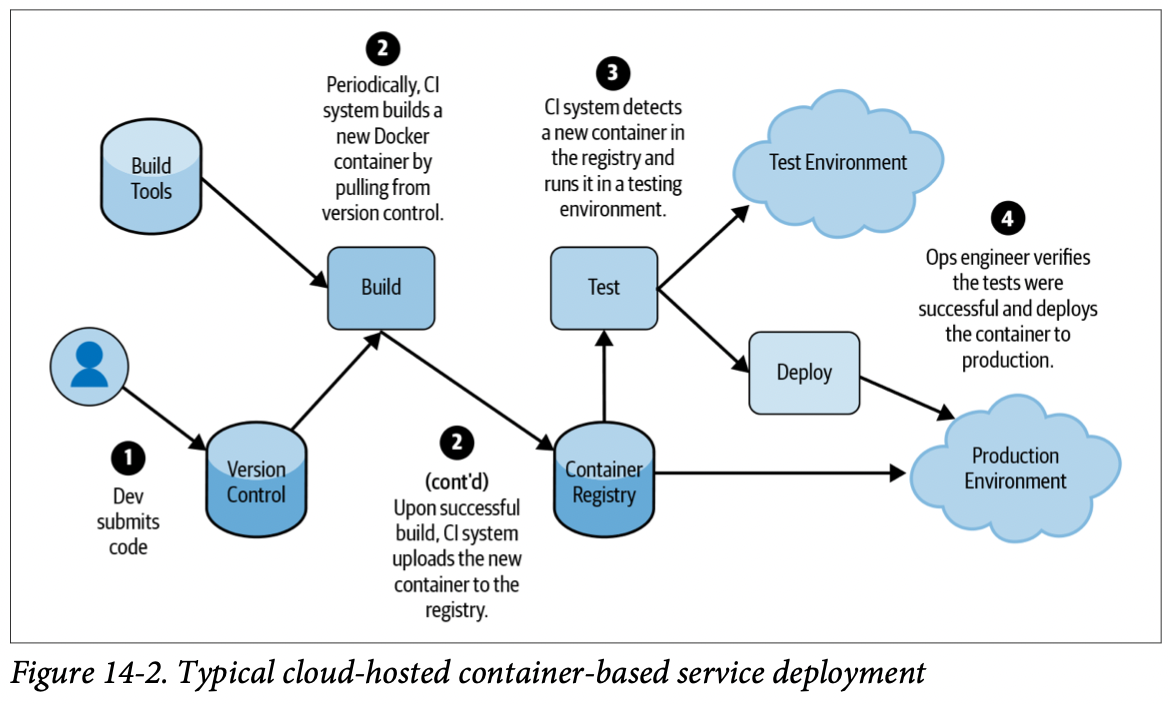 2
Periodically, CI
system builds a
new Docker
container by
pulling from
version control.
3
CI system detects
a new container in
the registry and
runs it in a testing
environment.
Build
Tools
Test Environment
4
Ops engineer verifies
the tests were
successful and deploys
the container to
production.
Build
Test
Deploy
1
Dev
submits
code
Version
Control
2
(cont'd)
Upon successful
build, CI system
uploads the new
container to the
registry.
Container
Registry
Production
Environment
Figure 14-2. Typical cloud-hosted container-based service deployment